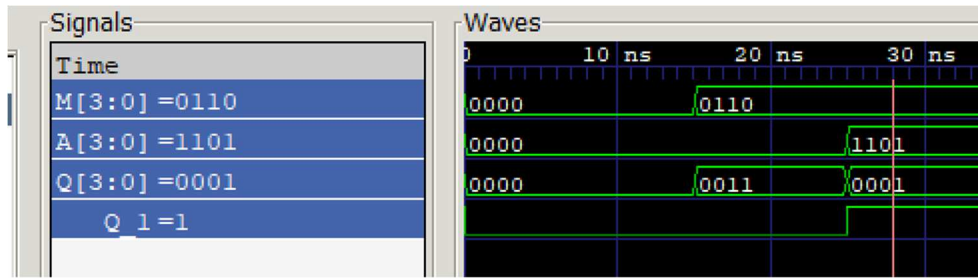 Signals
Waves
Time
0 10 ns 20 ns 30 ns
M[3:0]=0110
0000 0110
A[3:0]=1101
0000 1101
Q[3:0]=0001
0000 0011 0001
Q_1=1